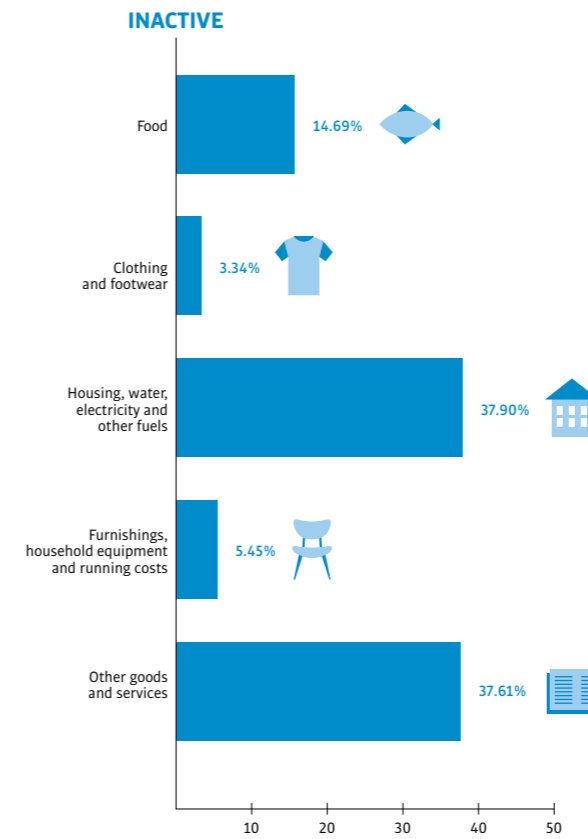 INACTIVE
Food
14.69%
Clothing
and footwear
3.34%
Housing, water,
electricity and
other fuels
37.90%
Furnishings,
household equipment
and running costs
5.45%
Other goods
and services
37.61%
10 20 30 40 50